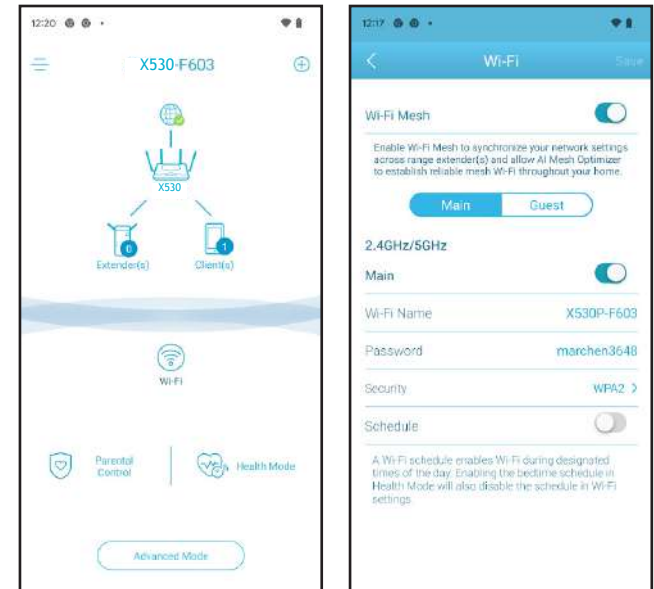 12:20
X530-F603
X530
0
1
Extender(s)
Client(s)
Wi-Fi
Parental
Control
Health Mode
Advanced Mode
12:17
Wi-Fi
Save
Wi-Fi Mesh
Enable Wi-Fi Mesh to synchronize your network settings
across range extender(s) and allow AI Mesh Optimizer
to establish reliable mesh Wi-Fi throughout your home.
Main
Guest
2.4GHz/5GHz
Main
Wi-Fi Name
X530P-F603
Password
marchen3648
Security
WPA2 >
Schedule
A Wi-Fi schedule enables Wi-Fi during designated
times of the day. Enabling the bedtime schedule in
Health Mode will also disable the schedule in Wi-Fi
settings.